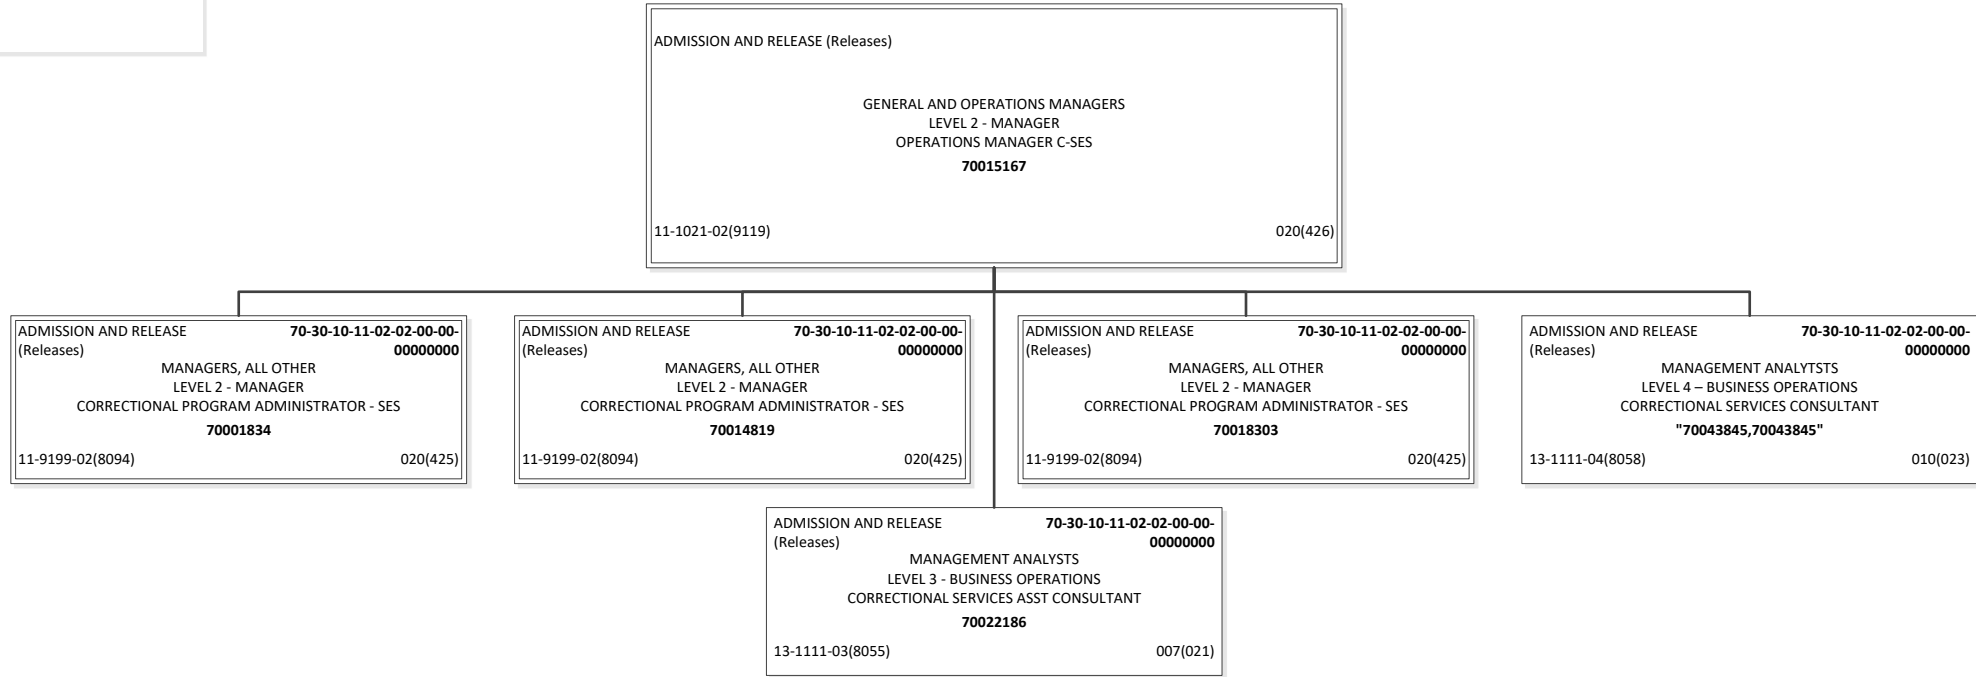 ADMISSION AND RELEASE (Releases)
GENERAL AND OPERATIONS MANAGERS
LEVEL 2 - MANAGER
OPERATIONS MANAGER C-SES
70015167
11-1021-02(9119) 020(426)
ADMISSION AND RELEASE 70-30-10-11-02-02-00-00-
(Releases) 00000000
MANAGERS, ALL OTHER
LEVEL 2 - MANAGER
CORRECTIONAL PROGRAM ADMINISTRATOR - SES
70001834
11-9199-02(8094) 020(425)
ADMISSION AND RELEASE 70-30-10-11-02-02-00-00-
(Releases) 00000000
MANAGERS, ALL OTHER
LEVEL 2 - MANAGER
CORRECTIONAL PROGRAM ADMINISTRATOR - SES
70014819
11-9199-02(8094) 020(425)
ADMISSION AND RELEASE 70-30-10-11-02-02-00-00-
(Releases) 00000000
MANAGERS, ALL OTHER
LEVEL 2 - MANAGER
CORRECTIONAL PROGRAM ADMINISTRATOR - SES
70018303
11-9199-02(8094) 020(425)
ADMISSION AND RELEASE 70-30-10-11-02-02-00-00-
(Releases) 00000000
MANAGEMENT ANALYTSTS
LEVEL 4 – BUSINESS OPERATIONS
CORRECTIONAL SERVICES CONSULTANT
"70043845,70043845"
13-1111-04(8058) 010(023)
ADMISSION AND RELEASE 70-30-10-11-02-02-00-00-
(Releases) 00000000
MANAGEMENT ANALYSTS
LEVEL 3 - BUSINESS OPERATIONS
CORRECTIONAL SERVICES ASST CONSULTANT
70022186
13-1111-03(8055) 007(021)